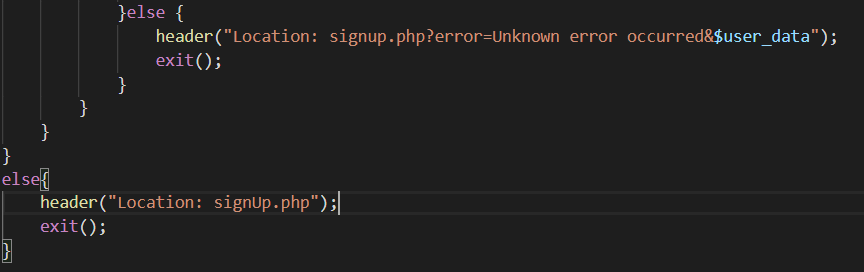 }else {
header("Location: signup.php?error=Unknown error occurred&$user_data");
exit();
}
}
}
}
else{
header("Location: signUp.php");
exit();
}